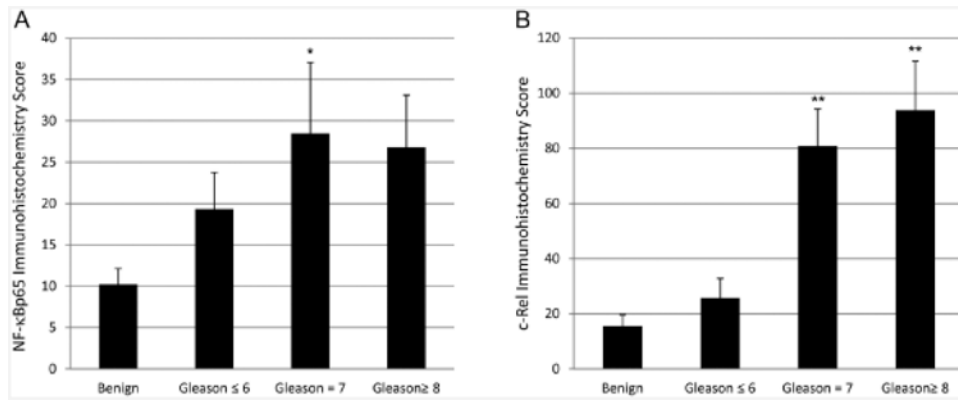 A
NF-κBp65 Immunohistochemistry Score
40
35
30
25
20
15
10
5
0
*
Benign
Gleason ≤ 6
Gleason = 7
Gleason≥ 8
B
c-Rel Immunohistochemistry Score
120
100
80
60
40
20
0
**
**
Benign
Gleason ≤ 6
Gleason = 7
Gleason≥ 8